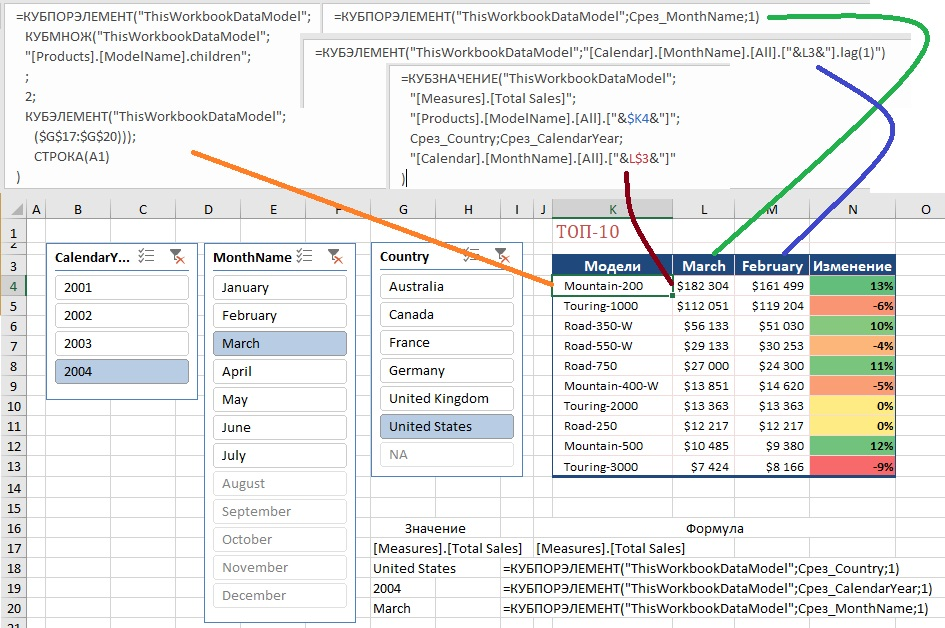 =КУБПОРЭЛЕМЕНТ("ThisWorkbookDataModel";
КУБМНОЖ("ThisWorkbookDataModel";
"[Products].[ModelName].children";
;
2;
КУБЭЛЕМЕНТ("ThisWorkbookDataModel";
($G$17:$G$20)));
СТРОКА(A1)
)
=КУБПОРЭЛЕМЕНТ("ThisWorkbookDataModel";Срез_MonthName;1)
=КУБЭЛЕМЕНТ("ThisWorkbookDataModel";"[Calendar].[MonthName].[All].["&L3&"].lag(1)")
=КУБЗНАЧЕНИЕ("ThisWorkbookDataModel";
"[Measures].[Total Sales]";
"[Products].[ModelName].[All].["&$K4&"]";
Срез_Country;Срез_CalendarYear;
"[Calendar].[MonthName].[All].["&L$3&"]"
)
A B C D E F G H I J K L M N O
1
2
3
4
5
6
7
8
9
10
11
12
13
14
15
16
17
18
19
20
21
CalendarY...
2001
2002
2003
2004
MonthName
January
February
March
April
May
June
July
August
September
October
November
December
Country
Australia
Canada
France
Germany
United Kingdom
United States
NA
ТОП-10
Модели March February Изменение
Mountain-200 $182 304 $161 499 13%
Touring-1000 $112 051 $119 204 -6%
Road-350-W $56 133 $51 030 10%
Road-550-W $29 133 $30 253 -4%
Road-750 $27 000 $24 300 11%
Mountain-400-W $13 851 $14 620 -5%
Touring-2000 $13 363 $13 363 0%
Road-250 $12 217 $12 217 0%
Mountain-500 $10 485 $9 380 12%
Touring-3000 $7 424 $8 166 -9%
Значение Формула
[Measures].[Total Sales] [Measures].[Total Sales]
United States =КУБПОРЭЛЕМЕНТ("ThisWorkbookDataModel";Срез_Country;1)
2004 =КУБПОРЭЛЕМЕНТ("ThisWorkbookDataModel";Срез_CalendarYear;1)
March =КУБПОРЭЛЕМЕНТ("ThisWorkbookDataModel";Срез_MonthName;1)